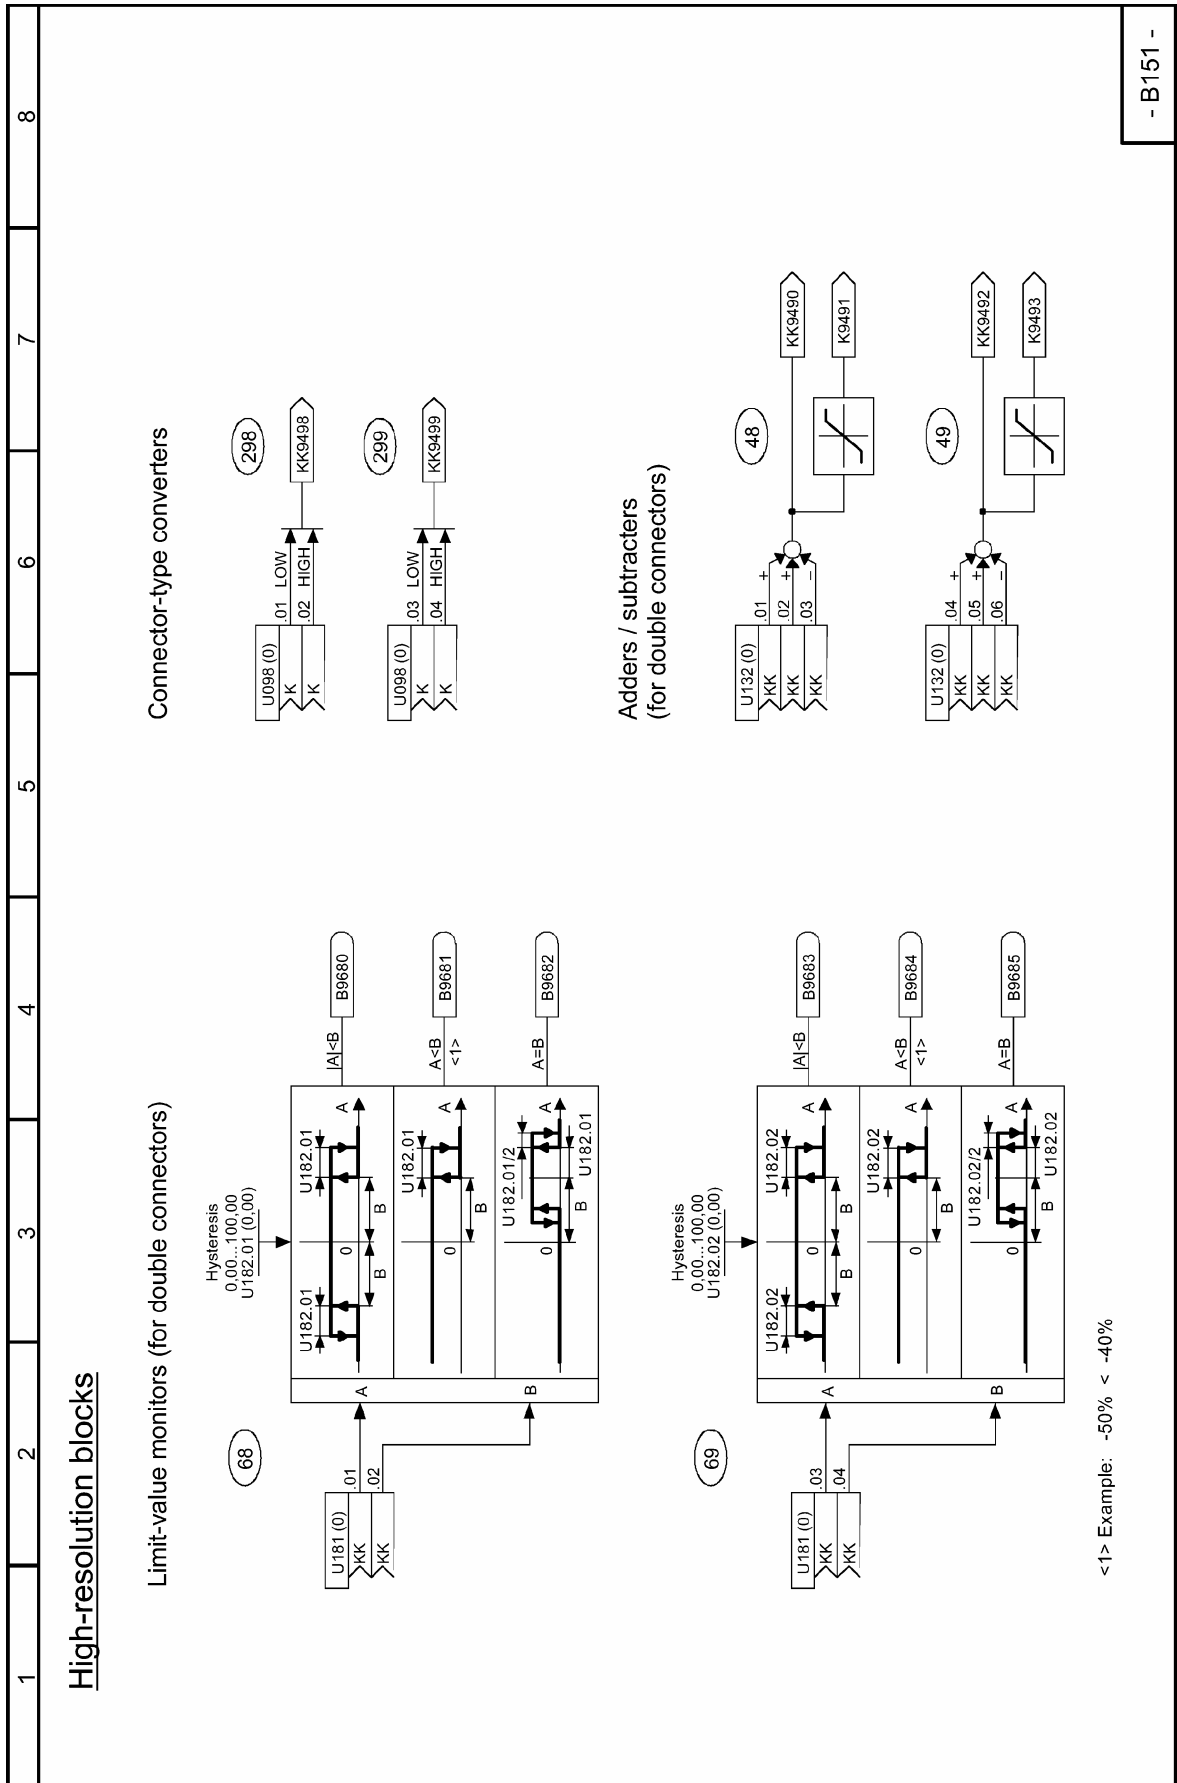 1
2
3
4
5
6
7
8
High-resolution blocks
Limit-value monitors (for double connectors)
68
Hysteresis
0,00...100,00
U182.01 (0,00)
U181 (0)
KK
.01
KK
.02
A
B
U182.01
U182.01
B
0
B
A
|A|<B
B9680
U182.01
0
B
A
A<B
<1>
B9681
U182.01/2
0
B
U182.01
A
A=B
B9682
69
Hysteresis
0,00...100,00
U182.02 (0,00)
U181 (0)
KK
.03
KK
.04
A
B
U182.02
U182.02
B
0
B
A
|A|<B
B9683
U182.02
0
B
A
A<B
<1>
B9684
U182.02/2
0
B
U182.02
A
A=B
B9685
<1> Example: -50% < -40%
Connector-type converters
298
U098 (0)
K
.01
LOW
K
.02
HIGH
KK9498
299
U098 (0)
K
.03
LOW
K
.04
HIGH
KK9499
Adders / subtracters
(for double connectors)
48
U132 (0)
KK
.01
+
KK
.02
+
KK
.03
–
KK9490
K9491
49
U132 (0)
KK
.04
+
KK
.05
+
KK
.06
–
KK9492
K9493
- B151 -